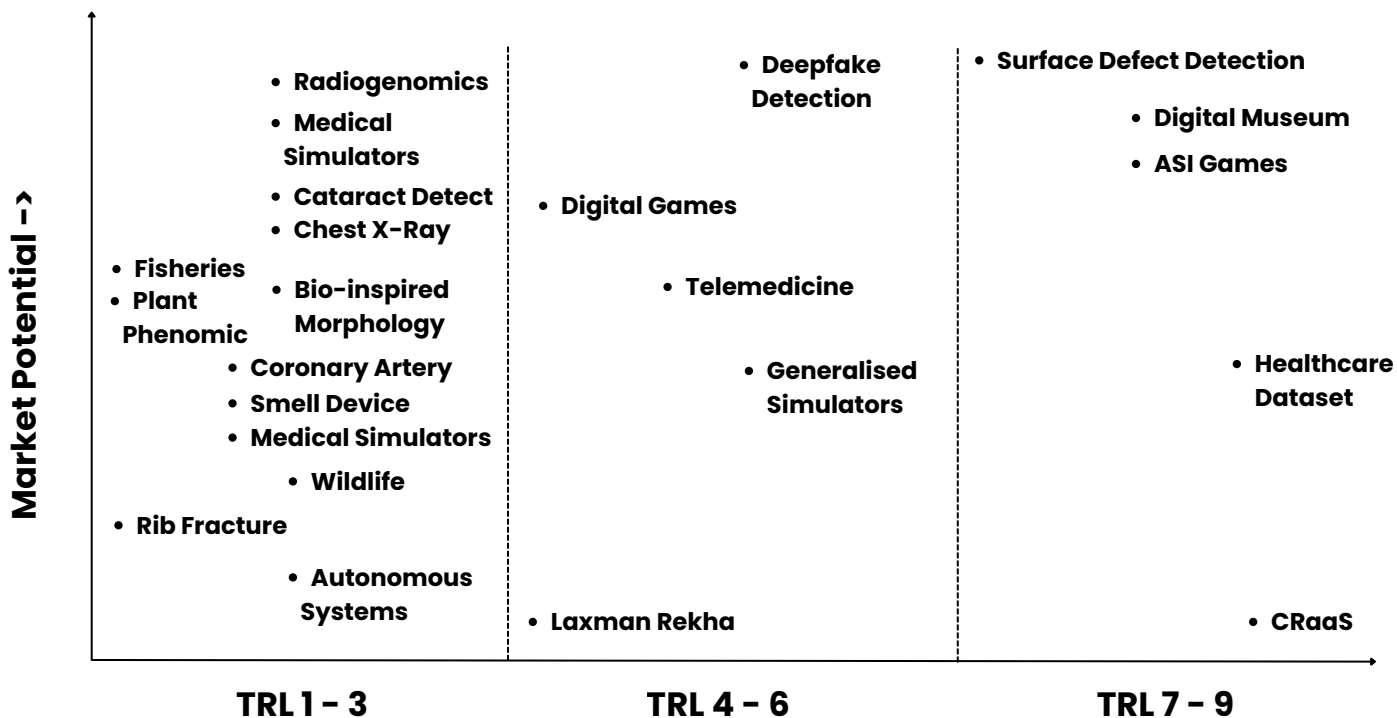 Market Potential –>
• Radiogenomics
• Medical
Simulators
• Cataract Detect
• Chest X-Ray
• Fisheries
• Plant
Phenomic
• Bio-inspired
Morphology
• Coronary Artery
• Smell Device
• Medical Simulators
• Wildlife
• Rib Fracture
• Autonomous
Systems
• Deepfake
Detection
• Digital Games
• Telemedicine
• Generalised
Simulators
• Laxman Rekha
• Surface Defect Detection
• Digital Museum
• ASI Games
• Healthcare
Dataset
• CRaaS
TRL 1 - 3
TRL 4 - 6
TRL 7 - 9